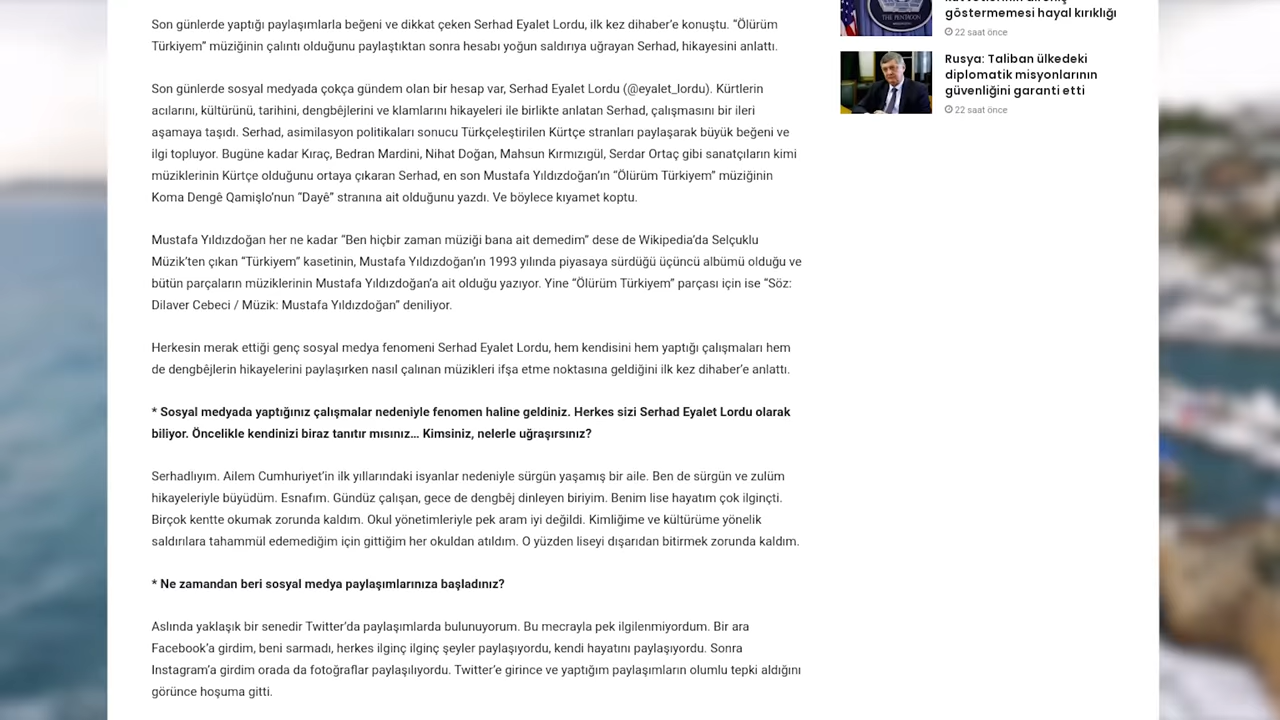 Son günlerde yaptığı paylaşımlarla beğeni ve dikkat çeken Serhad Eyalet Lordu, ilk kez dihaber’e konuştu. “Ölürüm
Türkiyem” müziğinin çalıntı olduğunu paylaştıktan sonra hesabı yoğun saldırıya uğrayan Serhad, hikayesini anlattı.
Son günlerde sosyal medyada çokça gündem olan bir hesap var, Serhad Eyalet Lordu (@eyalet_lordu). Kürtlerin
acılarını, kültürünü, tarihini, dengbêjlerini ve klamlarını hikayeleri ile birlikte anlatan Serhad, çalışmasını bir ileri
aşamaya taşıdı. Serhad, asimilasyon politikaları sonucu Türkçeleştirilen Kürtçe stranları paylaşarak büyük beğeni ve
ilgi topluyor. Bugüne kadar Kıraç, Bedran Mardini, Nihat Doğan, Mahsun Kırmızıgül, Serdar Ortaç gibi sanatçıların kimi
müziklerinin Kürtçe olduğunu ortaya çıkaran Serhad, en son Mustafa Yıldızdoğan’ın “Ölürüm Türkiyem” müziğinin
Koma Dengê Qamişlo’nun “Dayê” stranına ait olduğunu yazdı. Ve böylece kıyamet koptu.
Mustafa Yıldızdoğan her ne kadar “Ben hiçbir zaman müziği bana ait demedim” dese de Wikipedia’da Selçuklu
Müzik’ten çıkan “Türkiyem” kasetinin, Mustafa Yıldızdoğan’ın 1993 yılında piyasaya sürdüğü üçüncü albümü olduğu ve
bütün parçaların müziklerinin Mustafa Yıldızdoğan’a ait olduğu yazıyor. Yine “Ölürüm Türkiyem” parçası için ise “Söz:
Dilaver Cebeci / Müzik: Mustafa Yıldızdoğan” deniliyor.
Herkesin merak ettiği genç sosyal medya fenomeni Serhad Eyalet Lordu, hem kendisini hem yaptığı çalışmaları hem
de dengbêjlerin hikayelerini paylaşırken nasıl çalınan müzikleri ifşa etme noktasına geldiğini ilk kez dihaber’e anlattı.
* Sosyal medyada yaptığınız çalışmalar nedeniyle fenomen haline geldiniz. Herkes sizi Serhad Eyalet Lordu olarak
biliyor. Öncelikle kendinizi biraz tanıtır mısınız… Kimsiniz, nelerle uğraşırsınız?
Serhadlıyım. Ailem Cumhuriyet’in ilk yıllarındaki isyanlar nedeniyle sürgün yaşamış bir aile. Ben de sürgün ve zulüm
hikayeleriyle büyüdüm. Esnafım. Gündüz çalışan, gece de dengbêj dinleyen biriyim. Benim lise hayatım çok ilginçti.
Birçok kentte okumak zorunda kaldım. Okul yönetimleriyle pek aram iyi değildi. Kimliğime ve kültürüme yönelik
saldırılara tahammül edemediğim için gittiğim her okuldan atıldım. O yüzden liseyi dışarıdan bitirmek zorunda kaldım.
* Ne zamandan beri sosyal medya paylaşımlarınıza başladınız?
Aslında yaklaşık bir senedir Twitter’da paylaşımlarda bulunuyorum. Bu mecrayla pek ilgilenmiyordum. Bir ara
Facebook’a girdim, beni sarmadı, herkes ilginç ilginç şeyler paylaşıyordu, kendi hayatını paylaşıyordu. Sonra
Instagram’a girdim orada da fotoğraflar paylaşılıyordu. Twitter’e girince ve yaptığım paylaşımların olumlu tepki aldığını
görünce hoşuma gitti.
THE PENTAGON
göstermemesi hayal kırıklığı
22 saat önce
Rusya: Taliban ülkedeki
diplomatik misyonlarının
güvenliğini garanti etti
22 saat önce